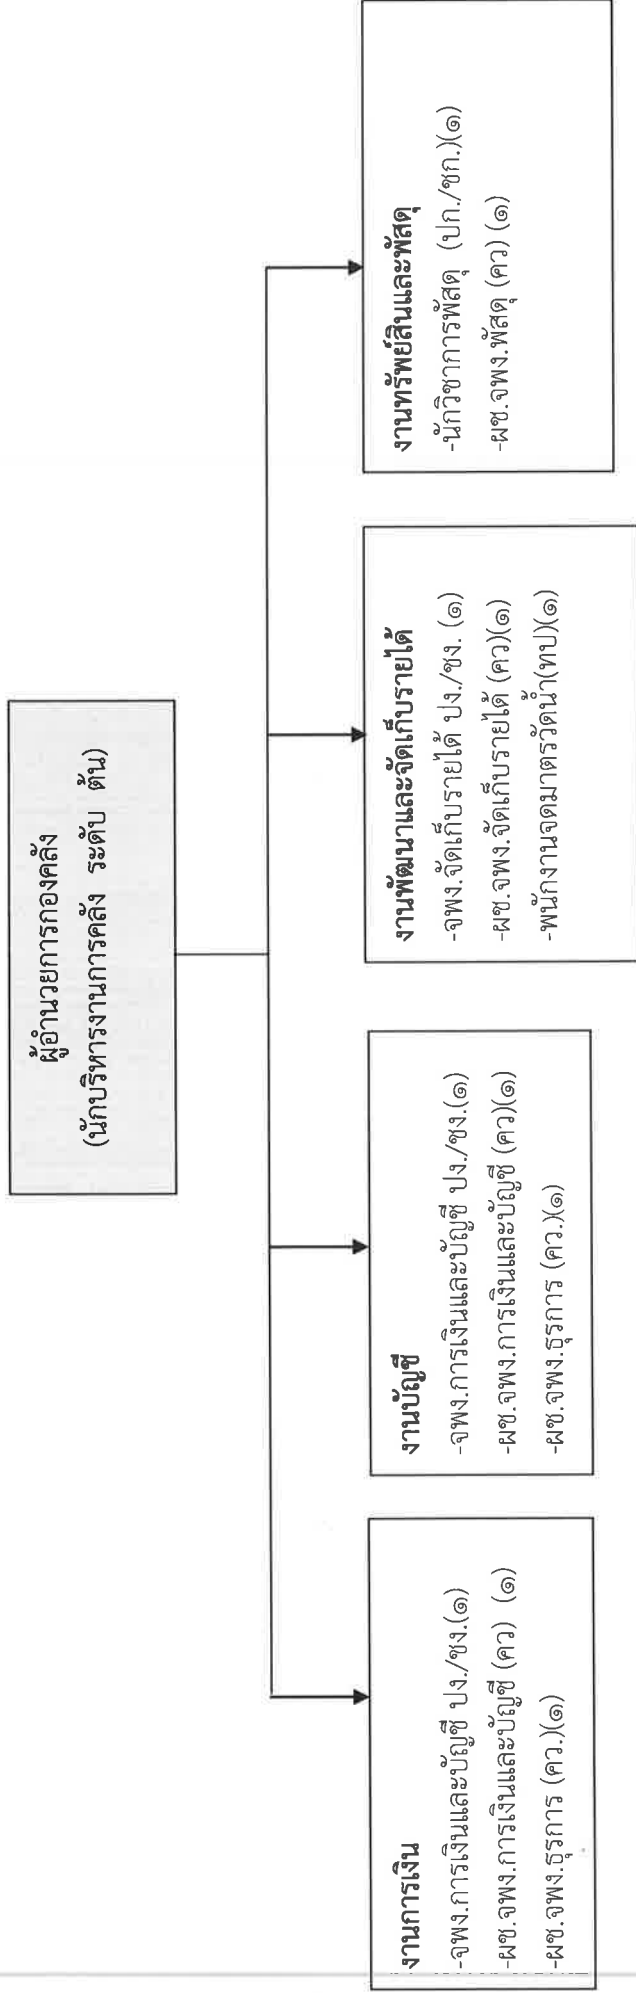 ผู้อำนวยการกองคลัง
(นักบริหารงานการคลัง ระดับ ต้น)
งานการเงิน
-จพง.การเงินและบัญชี ปง./ชง.(๑)
-ผช.จพง.การเงินและบัญชี (คว) (๑)
-ผช.จพง.ธุรการ (คว.)(๑)
งานบัญชี
-จพง.การเงินและบัญชี ปง./ชง.(๑)
-ผช.จพง.การเงินและบัญชี (คว)(๑)
-ผช.จพง.ธุรการ (คว.)(๑)
งานพัฒนาและจัดเก็บรายได้
-จพง.จัดเก็บรายได้ ปง./ชง. (๑)
-ผช.จพง.จัดเก็บรายได้ (คว)(๑)
-พนักงานจดมาตรวัดน้ำ(ทป)(๑)
งานทรัพย์สินและพัสดุ
-นักวิชาการพัสดุ (ปก./ชก.)(๑)
-ผช.จพง.พัสดุ (คว) (๑)